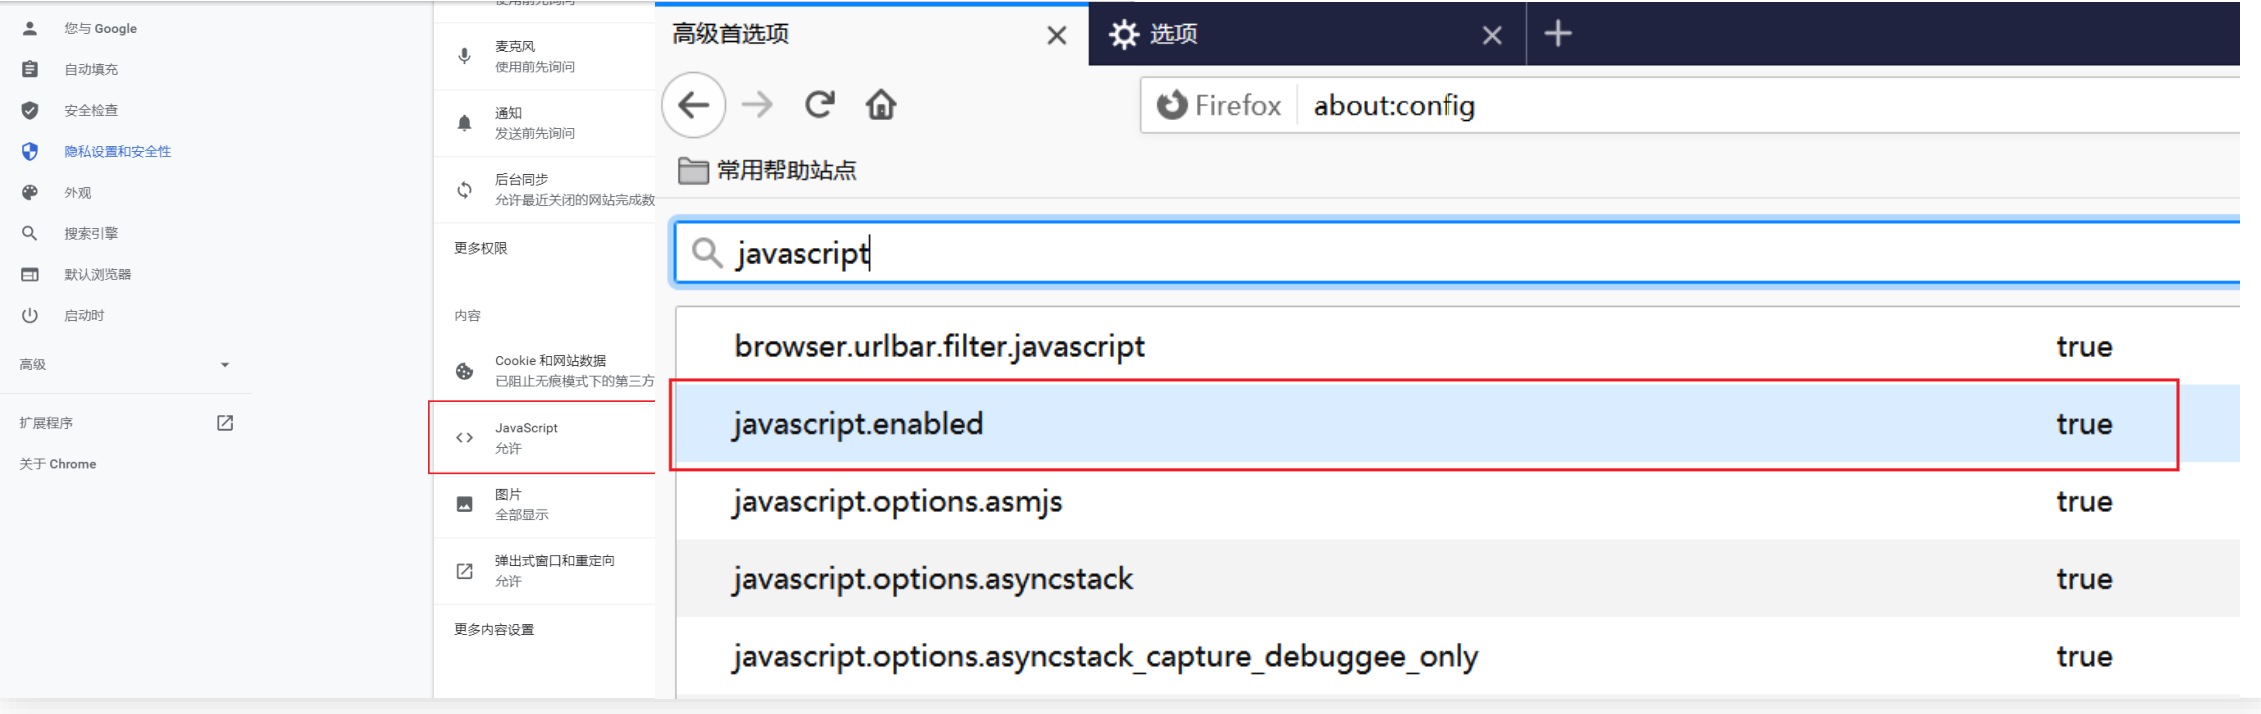 您与 Google
自动填充
安全检查
隐私设置和安全性
外观
搜索引擎
默认浏览器
启动时
高级
扩展程序
关于 Chrome
使用前先询问
麦克风
使用前先询问
通知
发送前先询问
后台同步
允许最近关闭的网站完成数
更多权限
内容
Cookie 和网站数据
已阻止无痕模式下的第三方
JavaScript
允许
图片
全部显示
弹出式窗口和重定向
允许
更多内容设置
高级首选项
选项
Firefox
about:config
常用帮助站点
javascript
browser.urlbar.filter.javascript true
javascript.enabled true
javascript.options.asmjs true
javascript.options.asyncstack true
javascript.options.asyncstack_capture_debuggee_only true